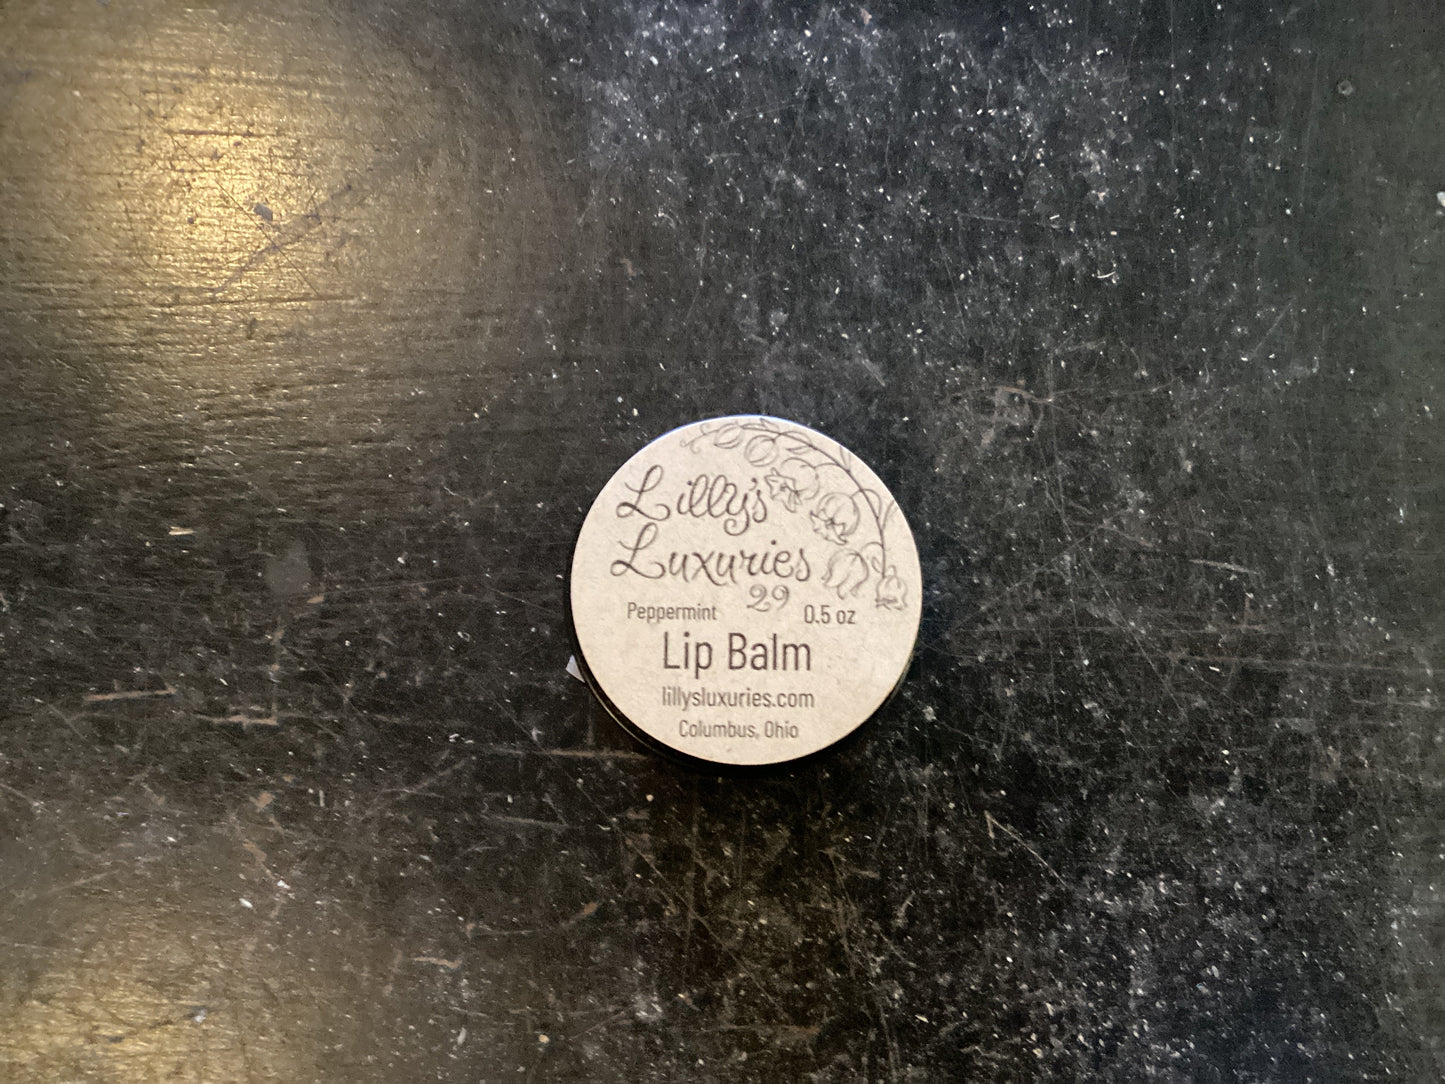 Lilly's
Luxuries
29
Peppermint 0.5 oz
Lip Balm
lillysluxuries.com
Columbus, Ohio